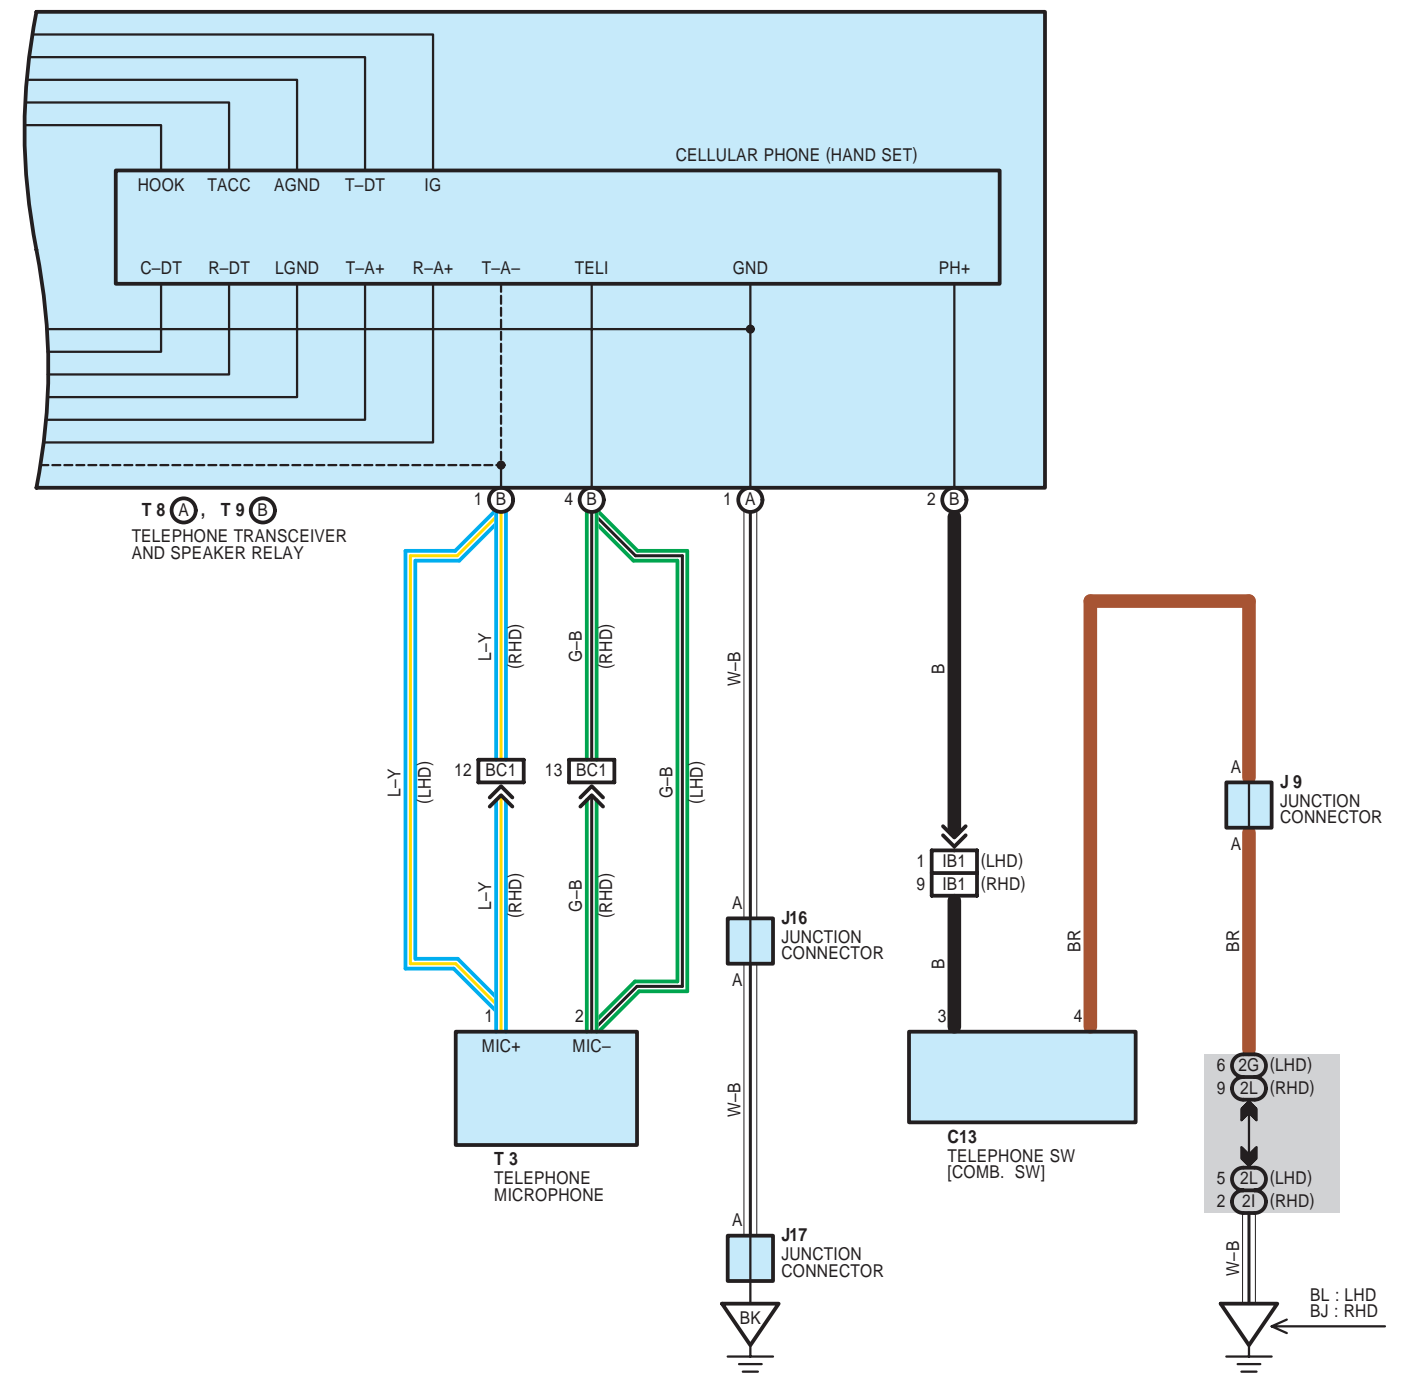 CELLULAR PHONE (HAND SET)
HOOK TACC AGND T–DT IG
C–DT R–DT LGND T–A+ R–A+ T–A– TELI GND PH+
T 8 A , T 9 B
TELEPHONE TRANSCEIVER
AND SPEAKER RELAY
1 B
4 B
1 A
2 B
L–Y
(RHD)
G–B
(RHD)
W–B
B
L–Y
(LHD)
12 BC1
13 BC1
G–B
(LHD)
A
J 9
JUNCTION
CONNECTOR
A
1 IB1 (LHD)
9 IB1 (RHD)
L–Y
(RHD)
G–B
(RHD)
A
J16
JUNCTION
CONNECTOR
A
B
BR
BR
1
2
3
4
MIC+ MIC–
T 3
TELEPHONE
MICROPHONE
W–B
C13
TELEPHONE SW
[COMB. SW]
6 2G (LHD)
9 2L (RHD)
5 2L (LHD)
2 2I (RHD)
A
J17
JUNCTION
CONNECTOR
W–B
BK
BL : LHD
BJ : RHD